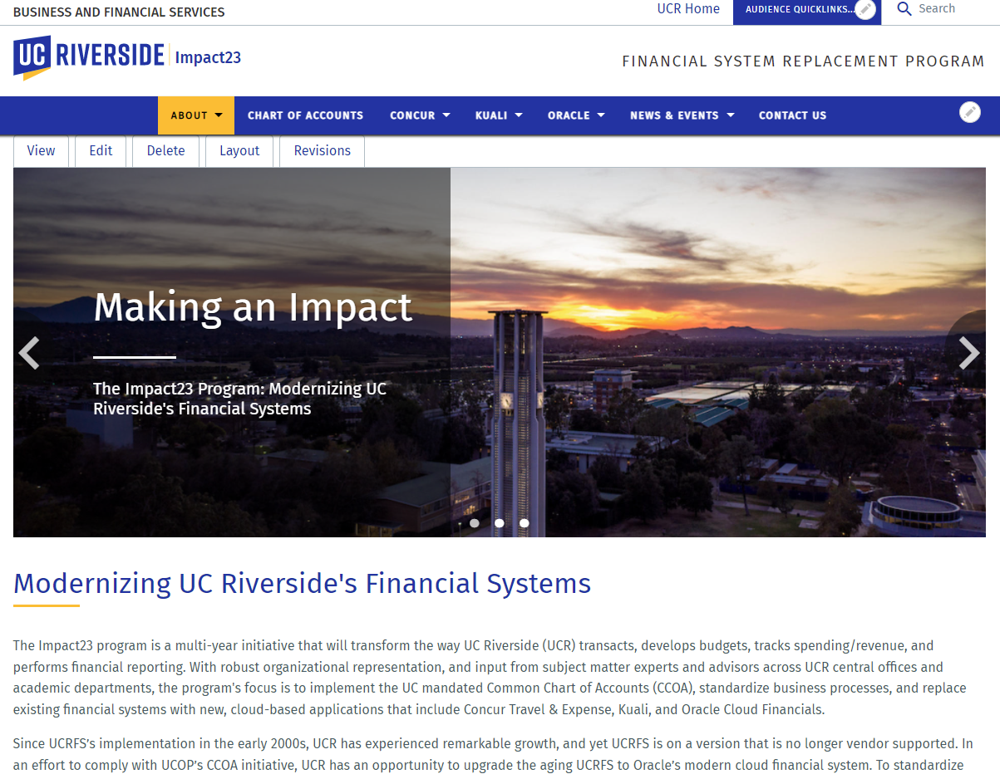 BUSINESS AND FINANCIAL SERVICES
UCR Home
AUDIENCE QUICKLINKS...
Search
UC RIVERSIDE Impact23
FINANCIAL SYSTEM REPLACEMENT PROGRAM
ABOUT CHART OF ACCOUNTS CONCUR KUALI ORACLE NEWS & EVENTS CONTACT US
View Edit Delete Layout Revisions
Making an Impact
The Impact23 Program: Modernizing UC
Riverside's Financial Systems
Modernizing UC Riverside's Financial Systems
The Impact23 program is a multi-year initiative that will transform the way UC Riverside (UCR) transacts, develops budgets, tracks spending/revenue, and
performs financial reporting. With robust organizational representation, and input from subject matter experts and advisors across UCR central offices and
academic departments, the program's focus is to implement the UC mandated Common Chart of Accounts (CCOA), standardize business processes, and replace
existing financial systems with new, cloud-based applications that include Concur Travel & Expense, Kuali, and Oracle Cloud Financials.
Since UCRFS’s implementation in the early 2000s, UCR has experienced remarkable growth, and yet UCRFS is on a version that is no longer vendor supported. In
an effort to comply with UCOP’s CCOA initiative, UCR has an opportunity to upgrade the aging UCRFS to Oracle’s modern cloud financial system. To standardize